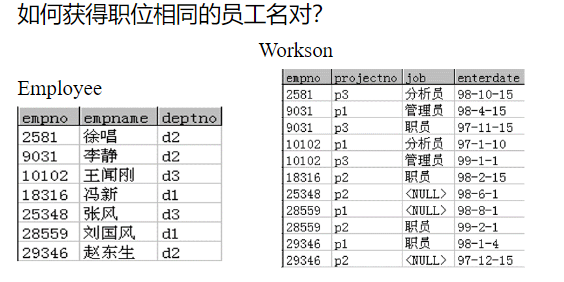 如何获得职位相同的员工名对？
Workson
Employee
empno projectno job enterdate
2581 p3 分析员 98-10-15
9031 p1 管理员 98-4-15
9031 p3 职员 97-11-15
10102 p1 分析员 97-1-10
10102 p3 管理员 99-1-1
18316 p2 职员 98-2-15
25348 p2 <NULL> 98-6-1
28559 p1 <NULL> 98-8-1
28559 p2 职员 99-2-1
29346 p1 职员 98-1-4
29346 p2 <NULL> 97-12-15
empno empname deptno
2581 徐唱 d2
9031 李静 d2
10102 王闻刚 d3
18316 冯新 d1
25348 张风 d3
28559 刘国风 d1
29346 赵东生 d2